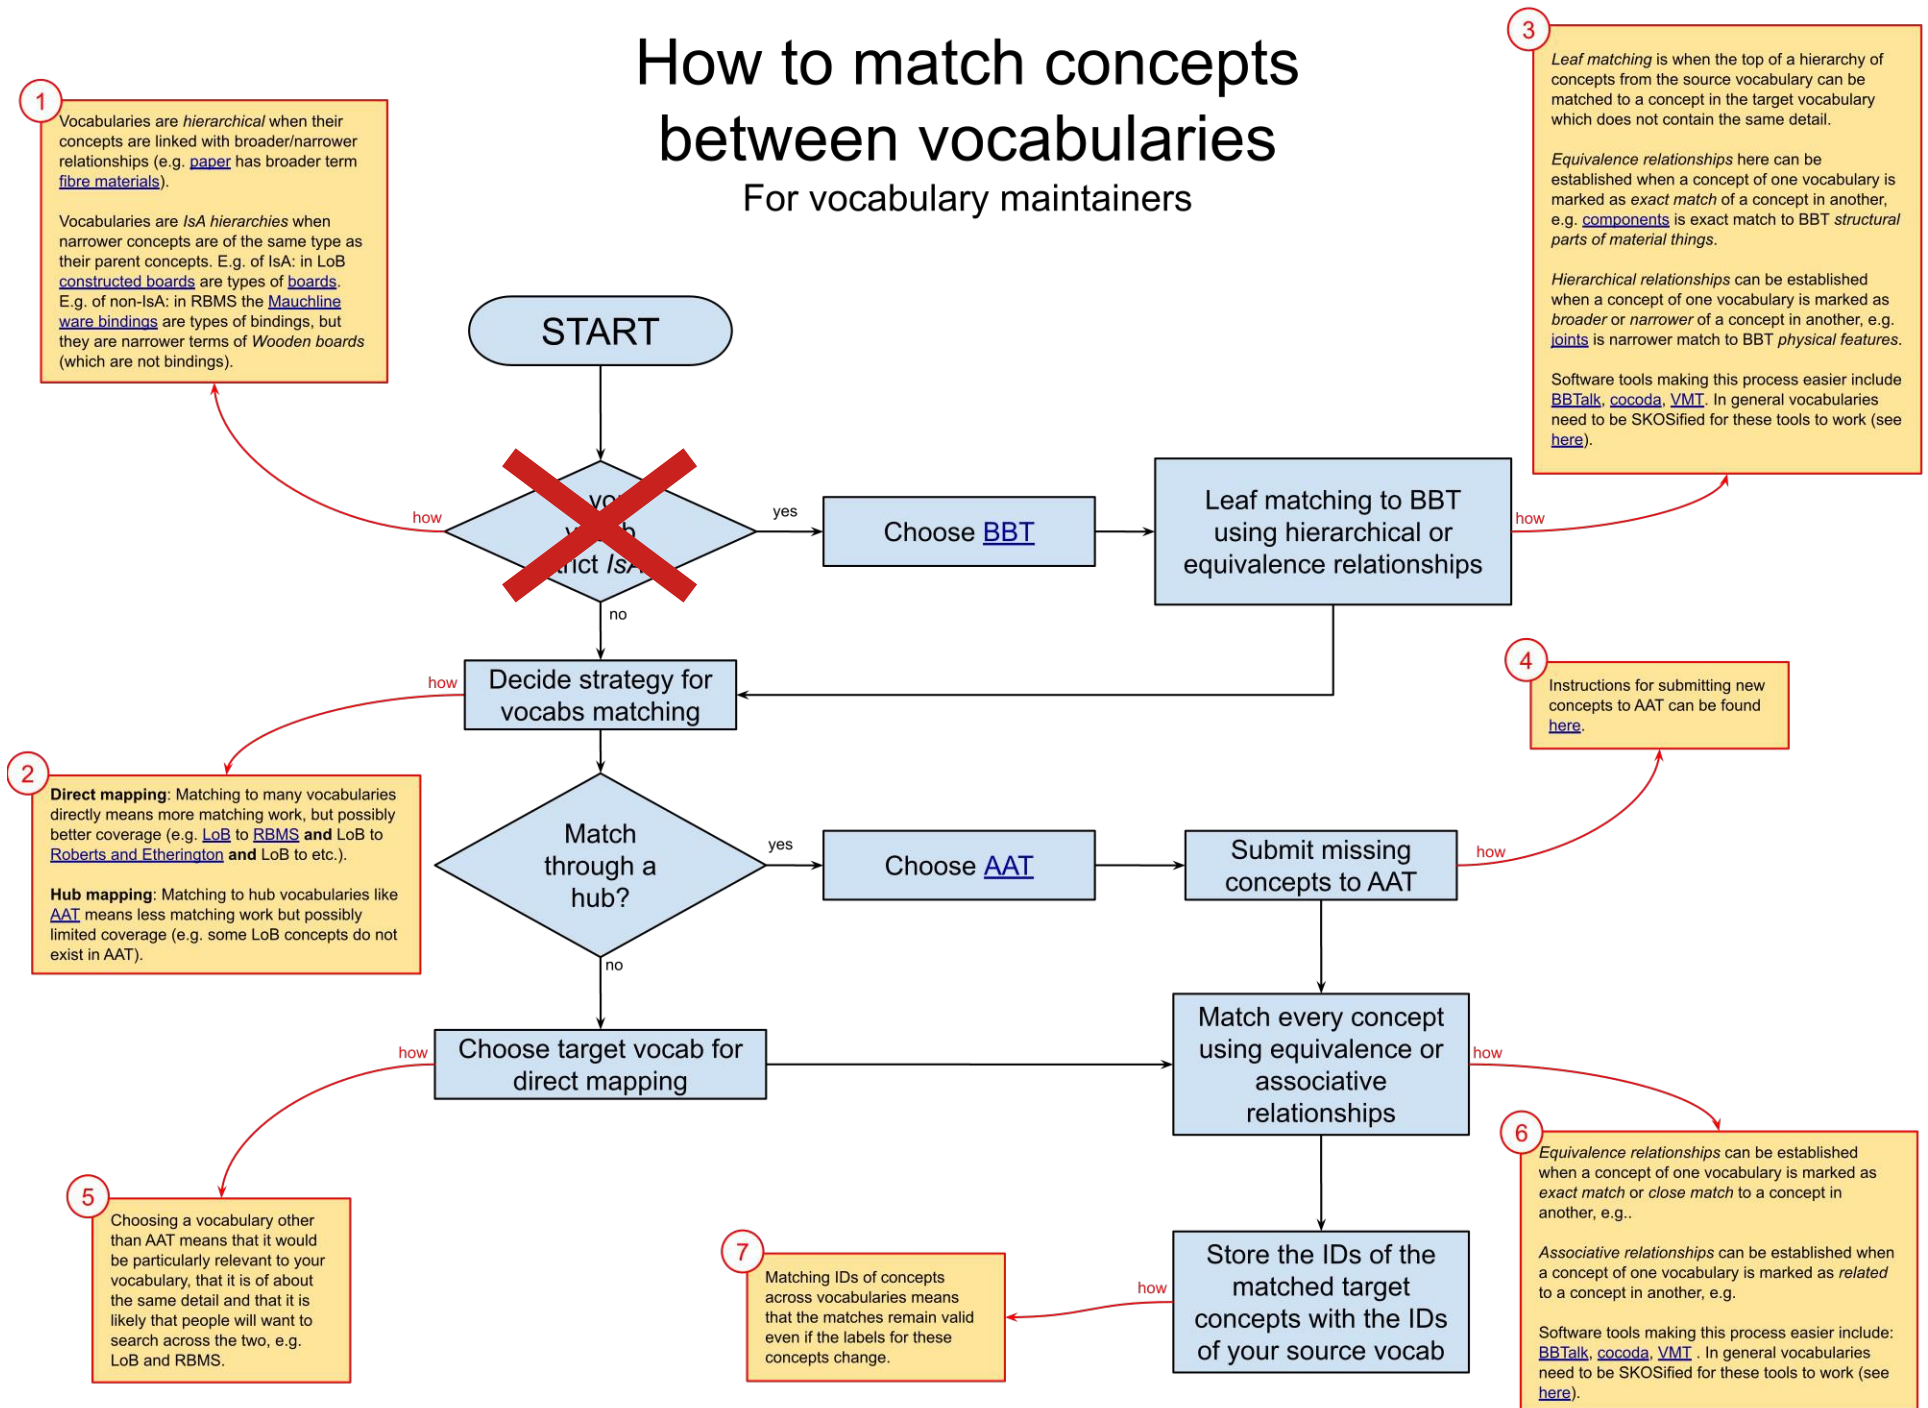 How to match concepts
between vocabularies
For vocabulary maintainers
1
Vocabularies are hierarchical when their
concepts are linked with broader/narrower
relationships (e.g. paper has broader term
fibre materials).
Vocabularies are IsA hierarchies when
narrower concepts are of the same type as
their parent concepts. E.g. of IsA: in LoB
constructed boards are types of boards.
E.g. of non-IsA: in RBMS the Mauchline
ware bindings are types of bindings, but
they are narrower terms of Wooden boards
(which are not bindings).
3
Leaf matching is when the top of a hierarchy of
concepts from the source vocabulary can be
matched to a concept in the target vocabulary
which does not contain the same detail.
Equivalence relationships here can be
established when a concept of one vocabulary is
marked as exact match of a concept in another,
e.g. components is exact match to BBT structural
parts of material things.
Hierarchical relationships can be established
when a concept of one vocabulary is marked as
broader or narrower of a concept in another, e.g.
joints is narrower match to BBT physical features.
Software tools making this process easier include
BBTalk, cocoda, VMT. In general vocabularies
need to be SKOSified for these tools to work (see
here).
START
how
IsA
yes
no
Choose BBT
Leaf matching to BBT
using hierarchical or
equivalence relationships
how
how
Decide strategy for
vocabs matching
4
Instructions for submitting new
concepts to AAT can be found
here.
2
Direct mapping: Matching to many vocabularies
directly means more matching work, but possibly
better coverage (e.g. LoB to RBMS and LoB to
Roberts and Etherington and LoB to etc.).
Hub mapping: Matching to hub vocabularies like
AAT means less matching work but possibly
limited coverage (e.g. some LoB concepts do not
exist in AAT).
Match
through a
hub?
yes
no
Choose AAT
Submit missing
concepts to AAT
how
how
Choose target vocab for
direct mapping
Match every concept
using equivalence or
associative
relationships
how
5
Choosing a vocabulary other
than AAT means that it would
be particularly relevant to your
vocabulary, that it is of about
the same detail and that it is
likely that people will want to
search across the two, e.g.
LoB and RBMS.
7
Matching IDs of concepts
across vocabularies means
that the matches remain valid
even if the labels for these
concepts change.
how
Store the IDs of the
matched target
concepts with the IDs
of your source vocab
6
Equivalence relationships can be established
when a concept of one vocabulary is marked as
exact match or close match to a concept in
another, e.g..
Associative relationships can be established when
a concept of one vocabulary is marked as related
to a concept in another, e.g.
Software tools making this process easier include:
BBTalk, cocoda, VMT . In general vocabularies
need to be SKOSified for these tools to work (see
here).